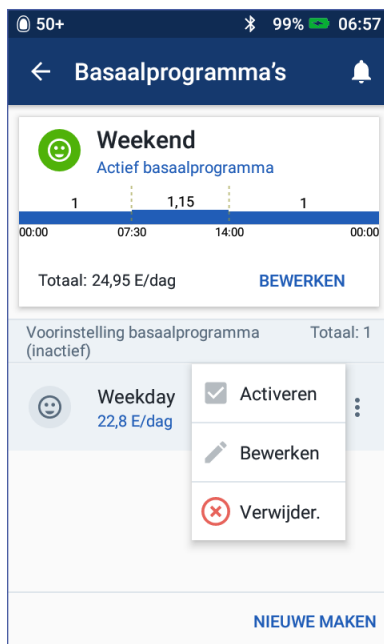 50+ 99% 06:57
Basaalprogramma's
Weekend
Actief basaalprogramma
1 1,15 1
00:00 07:30 14:00 00:00
Totaal: 24,95 E/dag BEWERKEN
Voorinstelling basaalprogramma Totaal: 1
(inactief)
Weekday
22,8 E/dag
Activeren
Bewerken
Verwijder.
NIEUWE MAKEN